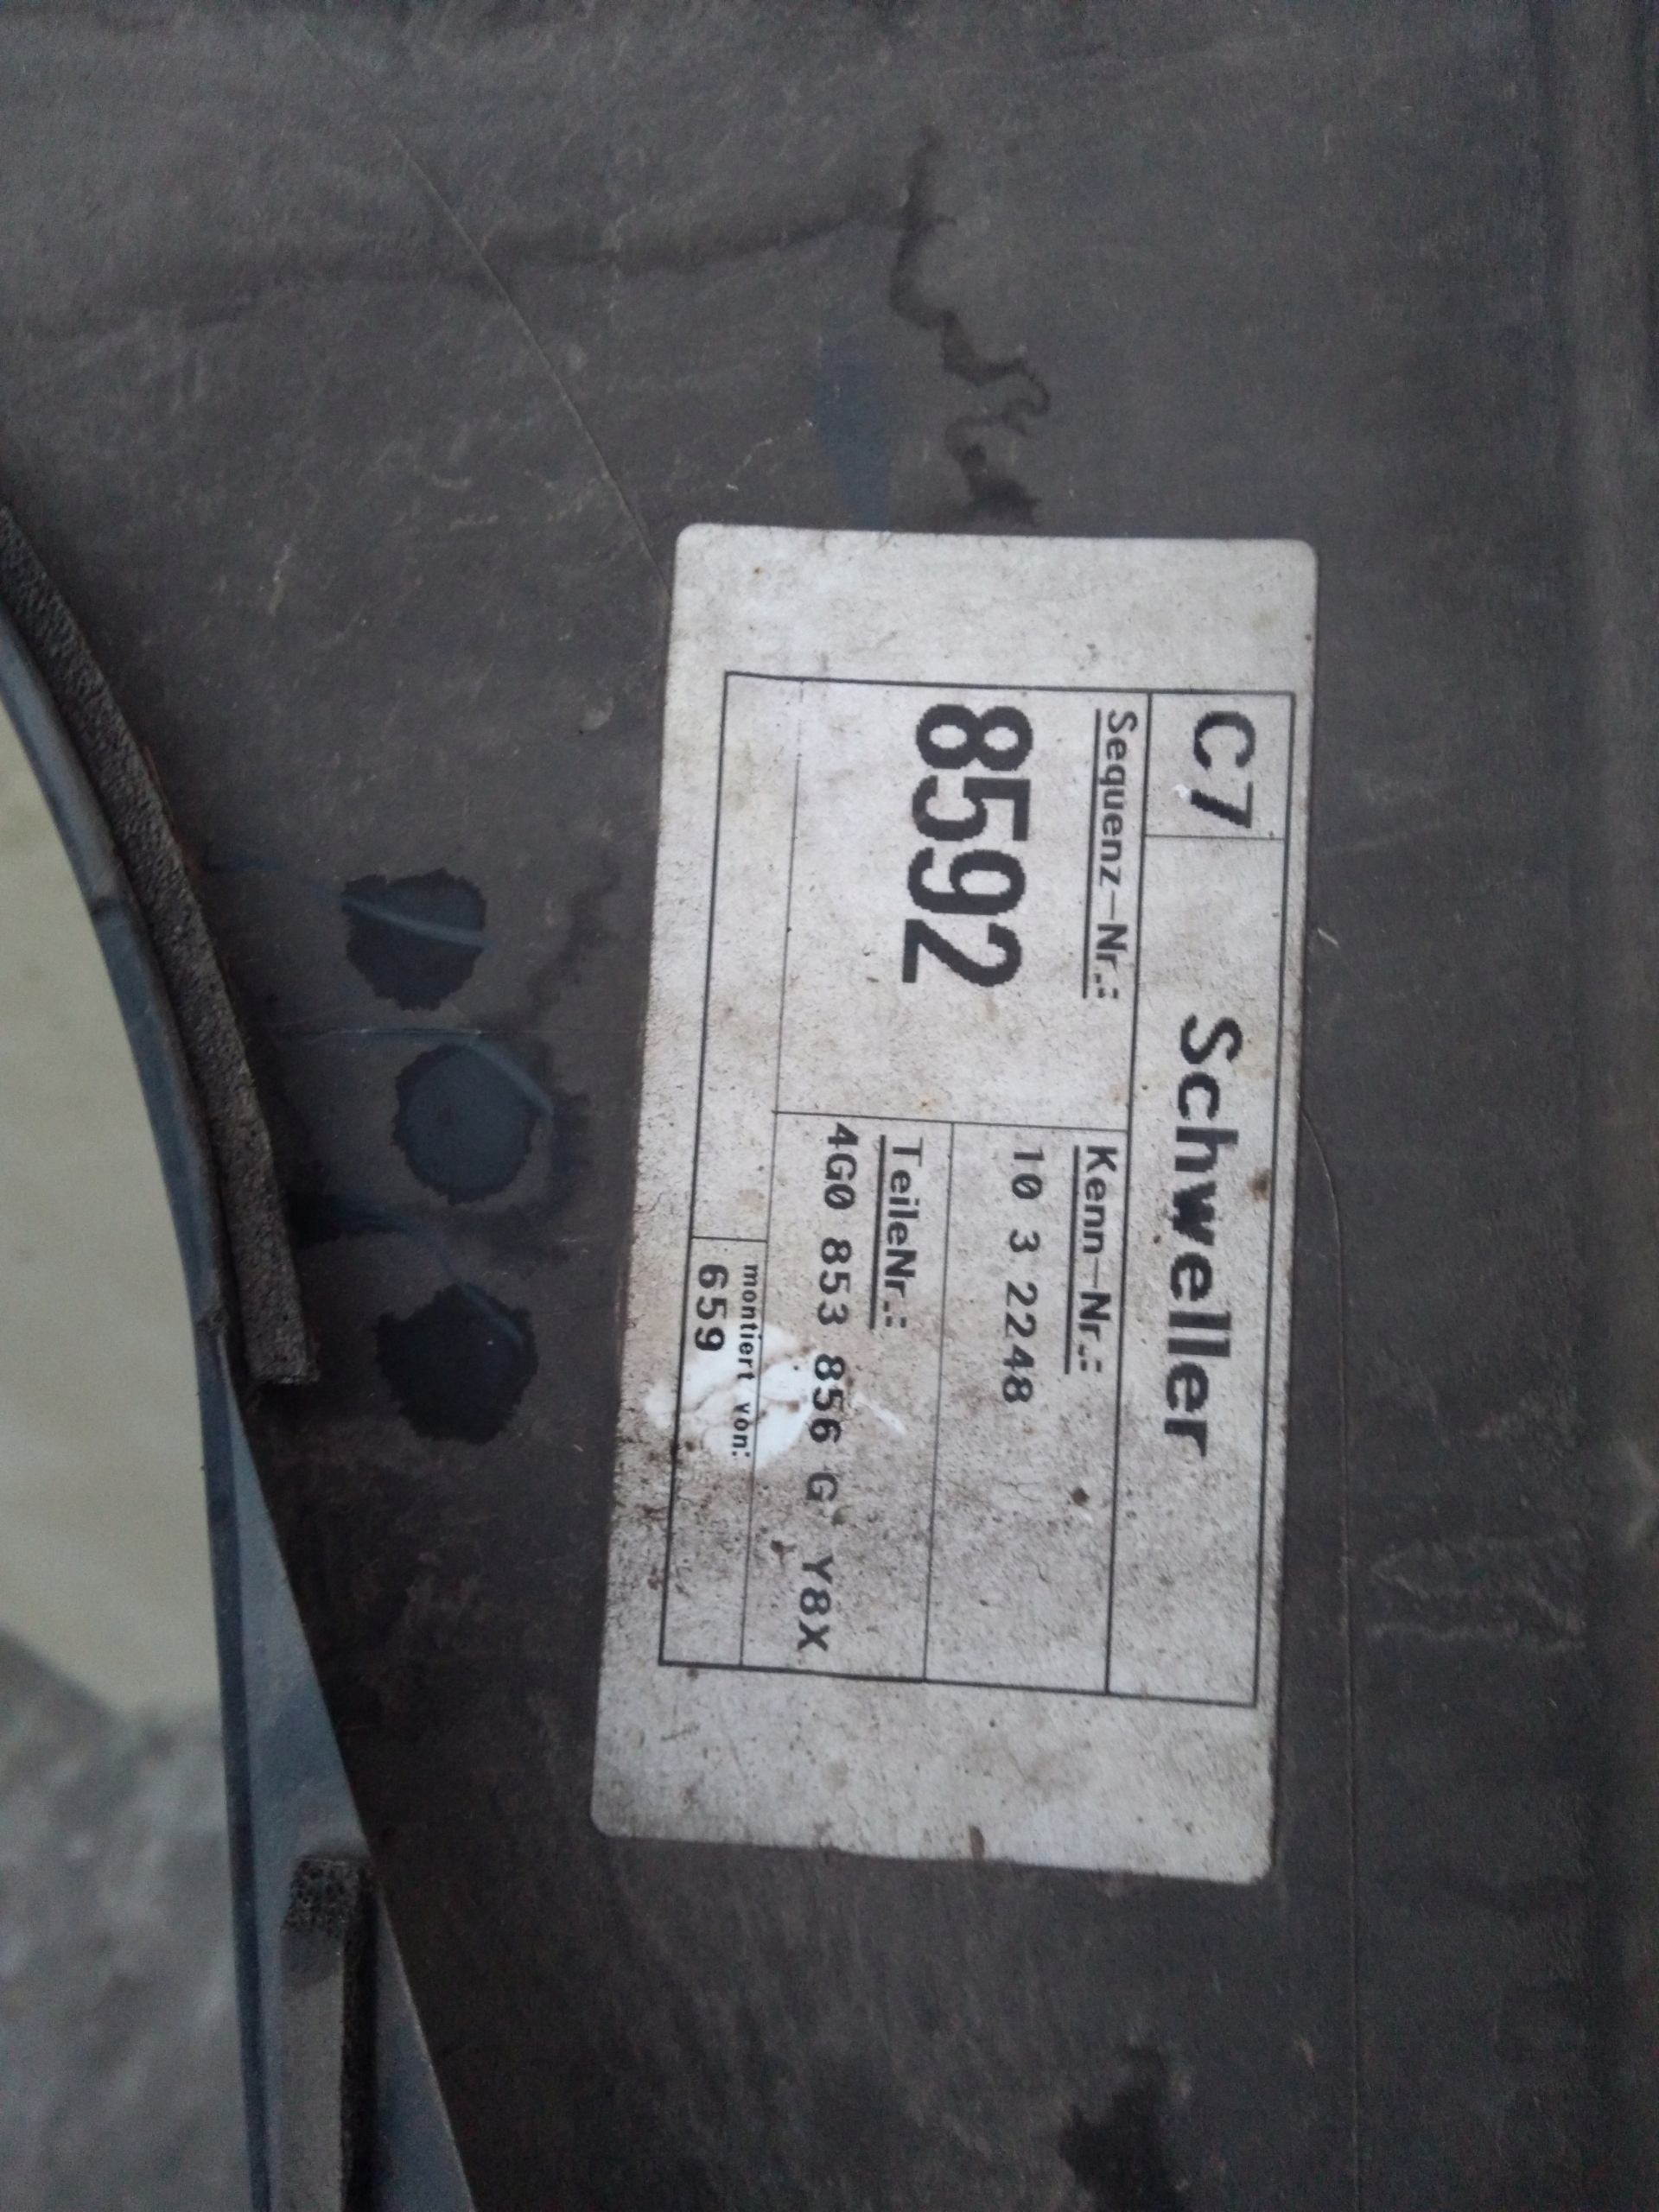 C7 Schweller
Sequenz-Nr.:
8592
Kenn-Nr.:
10 3 2248
TeileNr.:
4G0 853 856 G Y8X
montiert von:
659